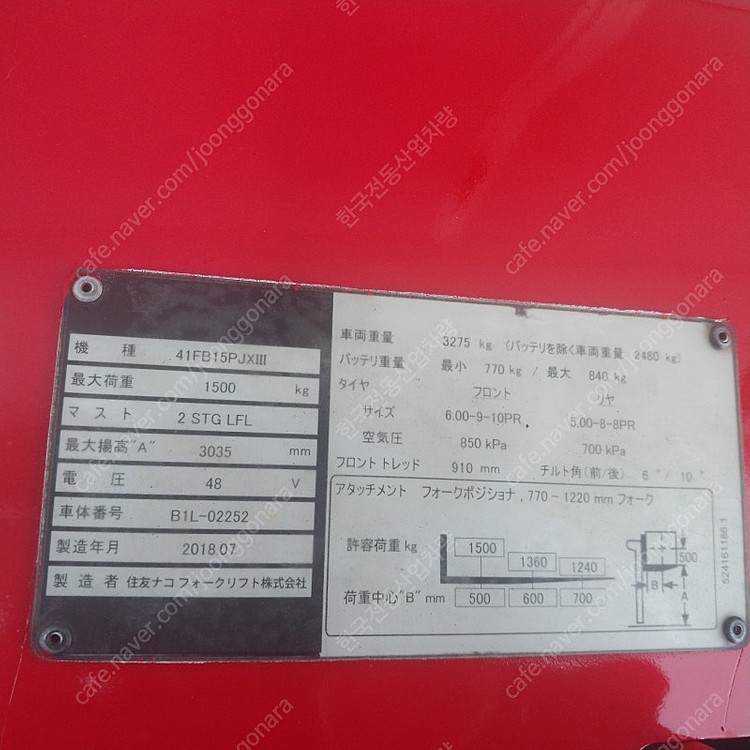 機 種 41FB15PJXⅢ
最大荷重 1500 kg
マ ス ト 2 STG LFL
最大揚高"A" 3035 mm
電 圧 48 V
車体番号 B1L-02252
製造年月 2018.07
製 造 者 住友ナコ フォークリフト株式会社
車両重量 3275 kg (バッテリを除く車両重量 2480 kg)
バッテリ重量 最小 770 kg / 最大 840 kg
タイヤ フロント リヤ
サイズ 6.00-9-10PR 5.00-8-8PR
空気圧 850 kPa 700 kPa
フロント トレッド 910 mm チルト角(前/後) 6°/ 10°
アタッチメント フォークポジショナ , 770 - 1220 mm フォーク
許容荷重 kg 1500 1360 1240
荷重中心"B" mm 500 600 700
500
B
A
524161186.1
한국전동산업차량
cafe.naver.com/joonggonara